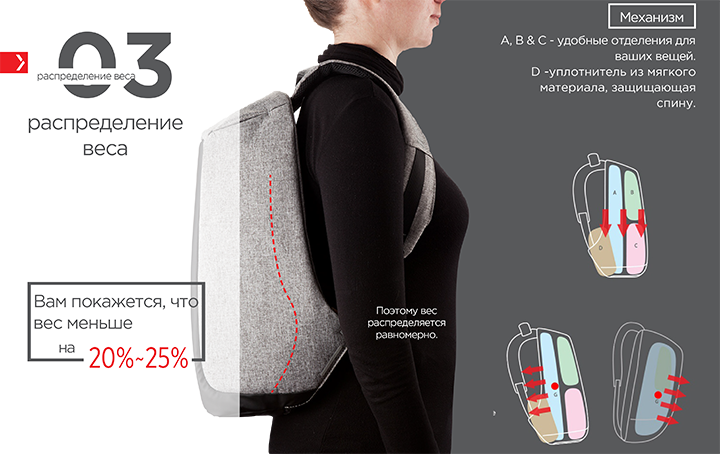 03
распределение веса
распределение
веса
Вам покажется, что
вес меньше
на 20%~25%
Поэтому вес
распределяется
равномерно.
Механизм
A, B & C - удобные отделения для
ваших вещей.
D -уплотнитель из мягкого
материала, защищающая
спину.
A B
D C
G
G
?